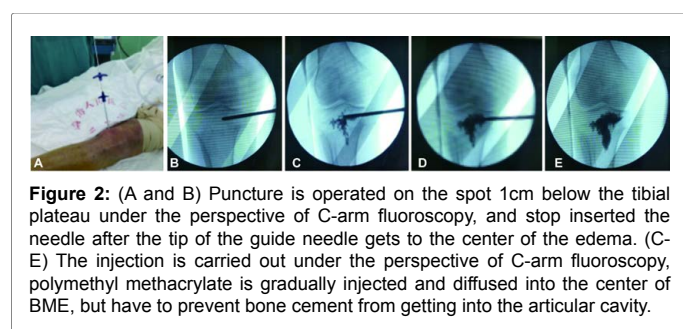 A
B
C
D
E
Figure 2: (A and B) Puncture is operated on the spot 1cm below the tibial
plateau under the perspective of C-arm fluoroscopy, and stop inserted the
needle after the tip of the guide needle gets to the center of the edema. (C-
E) The injection is carried out under the perspective of C-arm fluoroscopy,
polymethyl methacrylate is gradually injected and diffused into the center of
BME, but have to prevent bone cement from getting into the articular cavity.